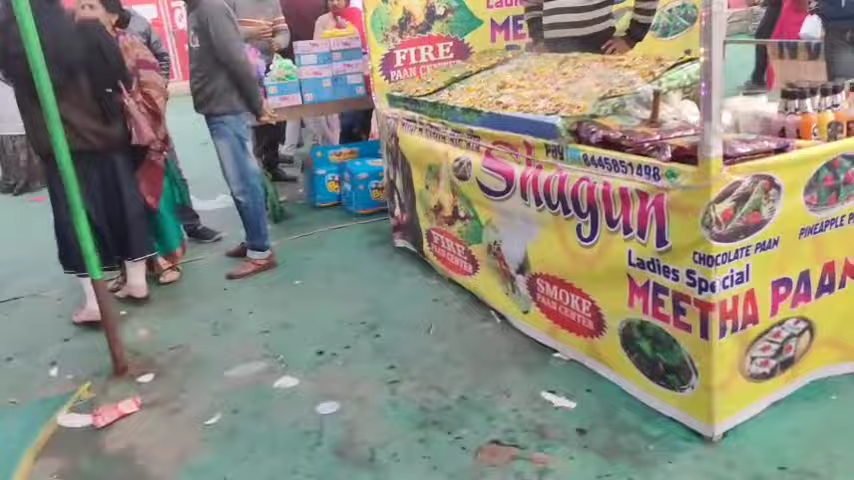 FIRE
PAAN CENTER
8445851498
Shagun
Ladies Special
MEETHA PAAN
FIRE
PAAN CENTER
SMOKE
PAAN CENTER
CHOCOLATE PAAN
PINEAPPLE